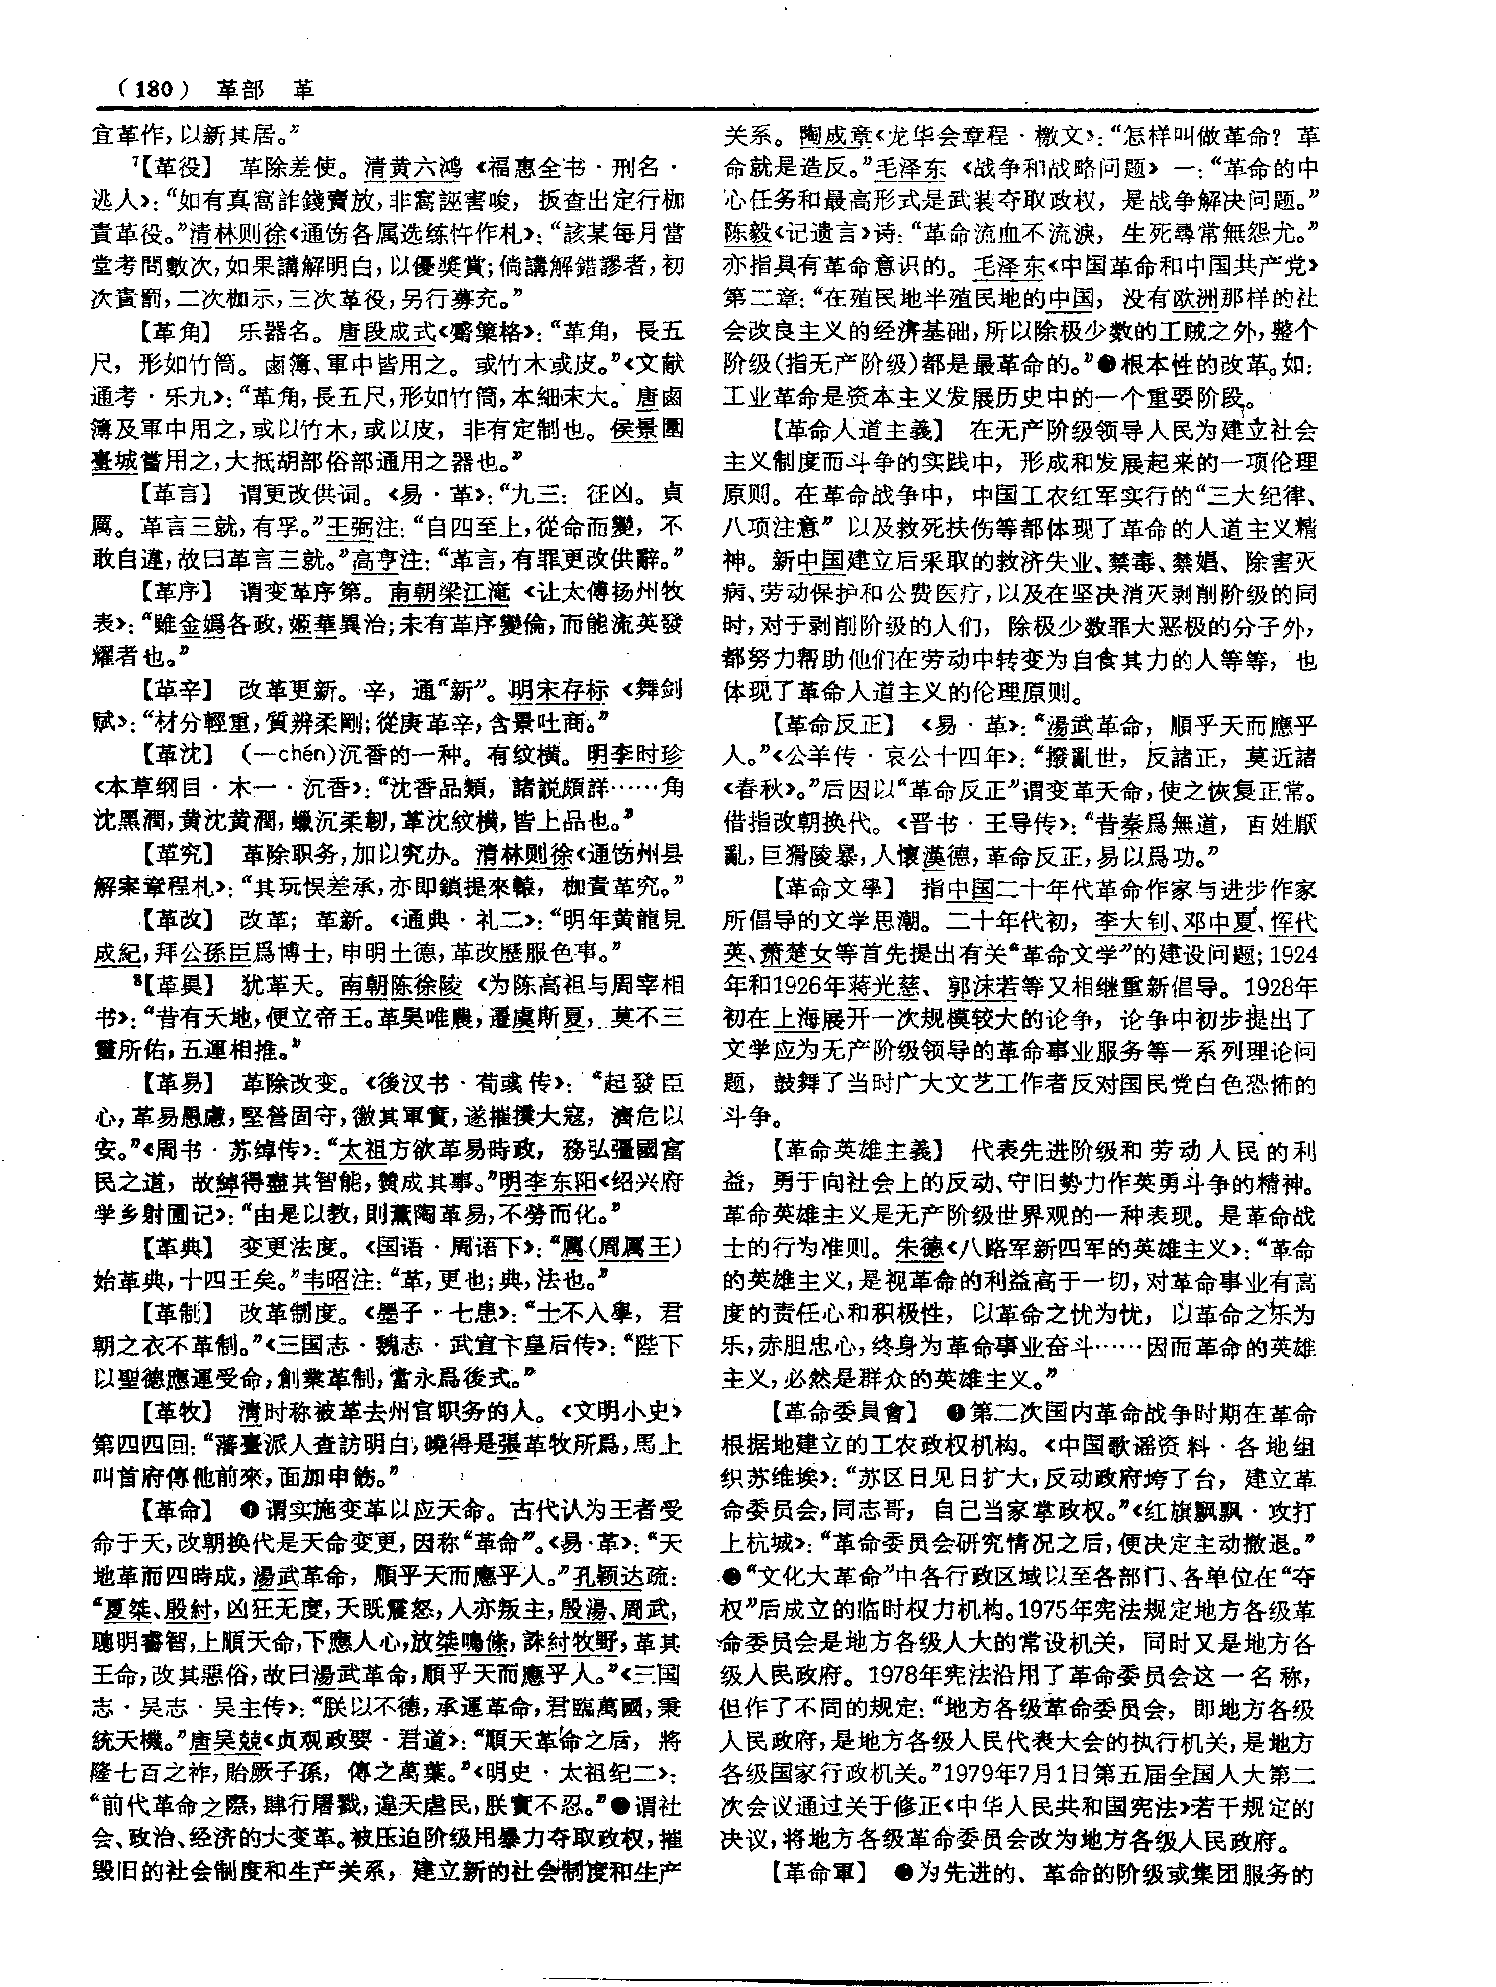 （180） 革部 革
宜革作，以新其居。”
7【革役】 革除差使。清黄六鸿《福惠全书·刑名·
逃人》：“如有真窩詐錢賣放，非窩誣害唆，扳查出定行枷
責革役。”清林则徐《通饬各属选练忤作札》：“該某每月當
堂考問數次，如果講解明白，以優獎賞；倘講解錯謬者，初
次責罰，二次枷示，三次革役，另行募充。”
【革角】 乐器名。唐段成式《觱篥格》：“革角，長五
尺，形如竹筒。鹵簿、軍中皆用之。或竹木或皮。”《文献
通考·乐九》：“革角，長五尺，形如竹筒，本細末大。唐鹵
簿及軍中用之，或以竹木，或以皮，非有定制也。侯景圍
臺城嘗用之，大抵胡部俗部通用之器也。”
【革言】 谓更改供词。《易·革》：“九三：征凶。貞
厲。革言三就，有孚。”王弼注：“自四至上，從命而變，不
敢自違，故曰革言三就。”高亨注：“革言，有罪更改供辭。”
【革序】 谓变革序第。南朝梁江淹《让太傅扬州牧
表》：“雖金嬀各政，姬華異治；未有革序變倫，而能流英發
耀者也。”
【革辛】 改革更新。辛，通“新”。明宋存标《舞剑
赋》：“材分輕重，質辨柔剛；從庚革辛，含景吐商。”
【革沈】 （—chén)沉香的一种。有纹横。明李时珍
《本草纲目·木一·沉香》：“沈香品類，諸説頗詳……角
沈黑潤，黄沈黄潤，蠟沉柔韌，革沈紋横，皆上品也。”
【革究】 革除职务，加以究办。清林则徐《通饬州县
解案章程札》：“其玩悮差承，亦即鎖提來轅，枷責革究。”
【革改】 改革；革新。《通典·礼二》：“明年黄龍見
成紀，拜公孫臣爲博士，申明土德，革改歷服色事。”
8【革昊】 犹革天。南朝陈徐陵《为陈高祖与周宰相
书》：“昔有天地，便立帝王。革昊唯農，遷虞斯夏，莫不三
靈所佑，五運相推。”
【革易】 革除改变。《後汉书·荀彧传》：“起發臣
心，革易愚慮，堅營固守，徼其軍實，遂摧撲大寇，濟危以
安。”《周书·苏绰传》：“太祖方欲革易時政，務弘彊國富
民之道，故綽得盡其智能，贊成其事。”明李东阳《绍兴府
学乡射圃记》：“由是以教，則薰陶革易，不勞而化。”
【革典】 变更法度。《国语·周语下》：“厲（周厲王）
始革典，十四王矣。”韦昭注：“革，更也；典，法也。”
【革制】 改革制度。《墨子·七患》：“士不入學，君
朝之衣不革制。”《三国志·魏志·武宣卞皇后传》：“陛下
以聖德應運受命，創業革制，當永爲後式。”
【革牧】 清时称被革去州官职务的人。《文明小史》
第四四回：“藩臺派人查訪明白，曉得是張革牧所爲，馬上
叫首府傳他前來，面加申飭。”
【革命】 ❶谓实施变革以应天命。古代认为王者受
命于天，改朝换代是天命变更，因称“革命”。《易·革》：“天
地革而四時成，湯武革命，順乎天而應乎人。”孔颖达疏：
“夏桀、殷紂，凶狂无度，天既震怒，人亦叛主，殷湯、周武，
聰明睿智，上順天命，下應人心，放桀鳴條，誅紂牧野，革其
王命，改其惡俗，故曰湯武革命，順乎天而應乎人。”《三国
志·吴志·吴主传》：“朕以不德，承運革命，君臨萬國，秉
統天機。”唐吴兢《贞观政要·君道》：“順天革命之后，將
隆七百之祚，貽厥子孫，傳之萬葉。”《明史·太祖纪二》：
“前代革命之際，肆行屠戮，違天虐民，朕實不忍。”❷谓社
会、政治、经济的大变革。被压迫阶级用暴力夺取政权，摧
毁旧的社会制度和生产关系，建立新的社会制度和生产
关系。陶成章《龙华会章程·檄文》：“怎样叫做革命？革
命就是造反。”毛泽东《战争和战略问题》一：“革命的中
心任务和最高形式是武装夺取政权，是战争解决问题。”
陈毅《记遗言》诗：“革命流血不流淚，生死尋常無怨尤。”
亦指具有革命意识的。毛泽东《中国革命和中国共产党》
第二章：“在殖民地半殖民地的中国，没有欧洲那样的社
会改良主义的经济基础，所以除极少数的工贼之外，整个
阶级（指无产阶级）都是最革命的。”❸根本性的改革。如：
工业革命是资本主义发展历史中的一个重要阶段。
【革命人道主義】 在无产阶级领导人民为建立社会
主义制度而斗争的实践中，形成和发展起来的一项伦理
原则。在革命战争中，中国工农红军实行的“三大纪律、
八项注意”以及救死扶伤等都体现了革命的人道主义精
神。新中国建立后采取的救济失业、禁毒、禁娼、除害灭
病、劳动保护和公费医疗，以及在坚决消灭剥削阶级的同
时，对于剥削阶级的人们，除极少数罪大恶极的分子外，
都努力帮助他们在劳动中转变为自食其力的人等等，也
体现了革命人道主义的伦理原则。
【革命反正】 《易·革》：“湯武革命，順乎天而應乎
人。”《公羊传·哀公十四年》：“撥亂世，反諸正，莫近諸
《春秋》。”后因以“革命反正”谓变革天命，使之恢复正常。
借指改朝换代。《晋书·王导传》：“昔秦爲無道，百姓厭
亂，巨猾陵暴，人懷漢德，革命反正，易以爲功。”
【革命文學】 指中国二十年代革命作家与进步作家
所倡导的文学思潮。二十年代初，李大钊、邓中夏、恽代
英、萧楚女等首先提出有关“革命文学”的建设问题；1924
年和1926年蒋光慈、郭沫若等又相继重新倡导。1928年
初在上海展开一次规模较大的论争，论争中初步提出了
文学应为无产阶级领导的革命事业服务等一系列理论问
题，鼓舞了当时广大文艺工作者反对国民党白色恐怖的
斗争。
【革命英雄主義】 代表先进阶级和劳动人民的利
益，勇于向社会上的反动、守旧势力作英勇斗争的精神。
革命英雄主义是无产阶级世界观的一种表现。是革命战
士的行为准则。朱德《八路军新四军的英雄主义》：“革命
的英雄主义，是视革命的利益高于一切，对革命事业有高
度的责任心和积极性，以革命之忧为忧，以革命之乐为
乐，赤胆忠心，终身为革命事业奋斗……因而革命的英雄
主义，必然是群众的英雄主义。”
【革命委員會】 ❶第二次国内革命战争时期在革命
根据地建立的工农政权机构。《中国歌谣资料·各地组
织苏维埃》：“苏区日见日扩大，反动政府垮了台，建立革
命委员会，同志哥，自己当家掌政权。”《红旗飘飘·攻打
上杭城》：“革命委员会研究情况之后，便决定主动撤退。”
❷“文化大革命”中各行政区域以至各部门、各单位在“夺
权”后成立的临时权力机构。1975年宪法规定地方各级革
命委员会是地方各级人大的常设机关，同时又是地方各
级人民政府。1978年宪法沿用了革命委员会这一名称，
但作了不同的规定：“地方各级革命委员会，即地方各级
人民政府，是地方各级人民代表大会的执行机关，是地方
各级国家行政机关。”1979年7月1日第五届全国人大第二
次会议通过关于修正《中华人民共和国宪法》若干规定的
决议，将地方各级革命委员会改为地方各级人民政府。
【革命軍】 ❶为先进的、革命的阶级或集团服务的